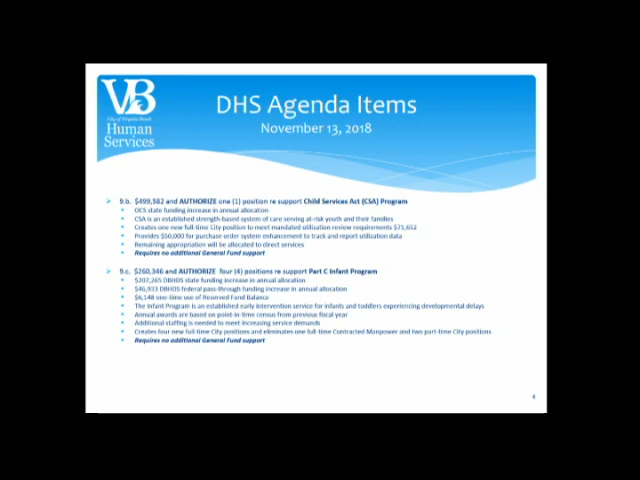 VB
City of Virginia Beach
Human
Services
DHS Agenda Items
November 13, 2018
9.b. $499,582 and AUTHORIZE one (1) position re support Child Services Act (CSA) Program
OCS state funding increase in annual allocation
CSA is an established strength-based system of care serving at-risk youth and their families
Creates one new full-time City position to meet mandated utilization review requirements $71,652
Provides $50,000 for purchase order system enhancement to track and report utilization data
Remaining appropriation will be allocated to direct services
Requires no additional General Fund support
9.c. $260,346 and AUTHORIZE four (4) positions re support Part C Infant Program
$207,265 DBHDS state funding increase in annual allocation
$46,933 DBHDS federal pass-through funding increase in annual allocation
$6,148 one-time use of Reserved Fund Balance
The Infant Program is an established early intervention service for infants and toddlers experiencing developmental delays
Annual awards are based on point-in-time census from previous fiscal year
Additional staffing is needed to meet increasing service demands
Creates four new full-time City positions and eliminates one full-time Contracted Manpower and two part-time City positions
Requires no additional General Fund support
4